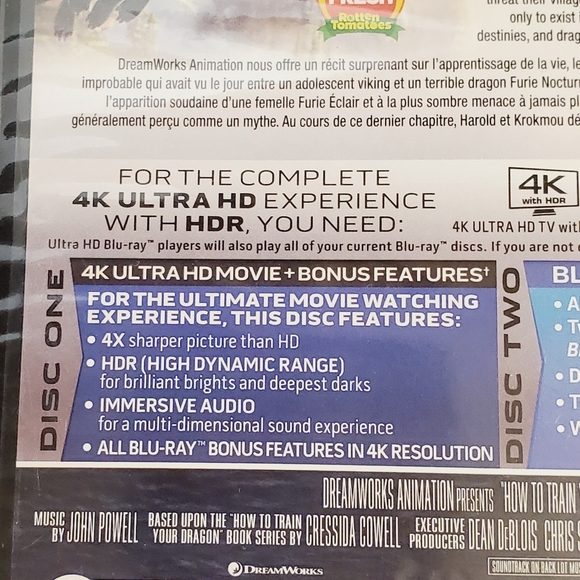 threat their villag
FRESH
Rotten
Tomatoes
only to exist i
destinies, and drag
DreamWorks Animation nous offre un récit surprenant sur l'apprentissage de la vie, le
improbable qui avait vu le jour entre un adolescent viking et un terrible dragon Furie Nocturn
l'apparition soudaine d'une femelle Furie Éclair et à la plus sombre menace à jamais pl
généralement perçu comme un mythe. Au cours de ce dernier chapitre, Harold et Krokmou dé
FOR THE COMPLETE
4K ULTRA HD EXPERIENCE
WITH HDR, YOU NEED:
4K
with HDR
4K ULTRA HD TV with
Ultra HD Blu-ray™ players will also play all of your current Blu-ray™ discs. If you are not c
DISC ONE
4K ULTRA HD MOVIE + BONUS FEATURES†
FOR THE ULTIMATE MOVIE WATCHING
EXPERIENCE, THIS DISC FEATURES:
• 4X sharper picture than HD
• HDR (HIGH DYNAMIC RANGE)
for brilliant brights and deepest darks
• IMMERSIVE AUDIO
for a multi-dimensional sound experience
• ALL BLU-RAY™ BONUS FEATURES IN 4K RESOLUTION
DISC TWO
BL
• A
• T
B
• D
• T
• W
DREAMWORKS ANIMATION PRESENTS "HOW TO TRAIN
MUSIC BY JOHN POWELL BASED UPON THE "HOW TO TRAIN YOUR DRAGON" BOOK SERIES BY CRESSIDA COWELL EXECUTIVE PRODUCERS DEAN DEBLOIS CHRIS S
DREAMWORKS
SOUNDTRACK ON BACK LOT MUS